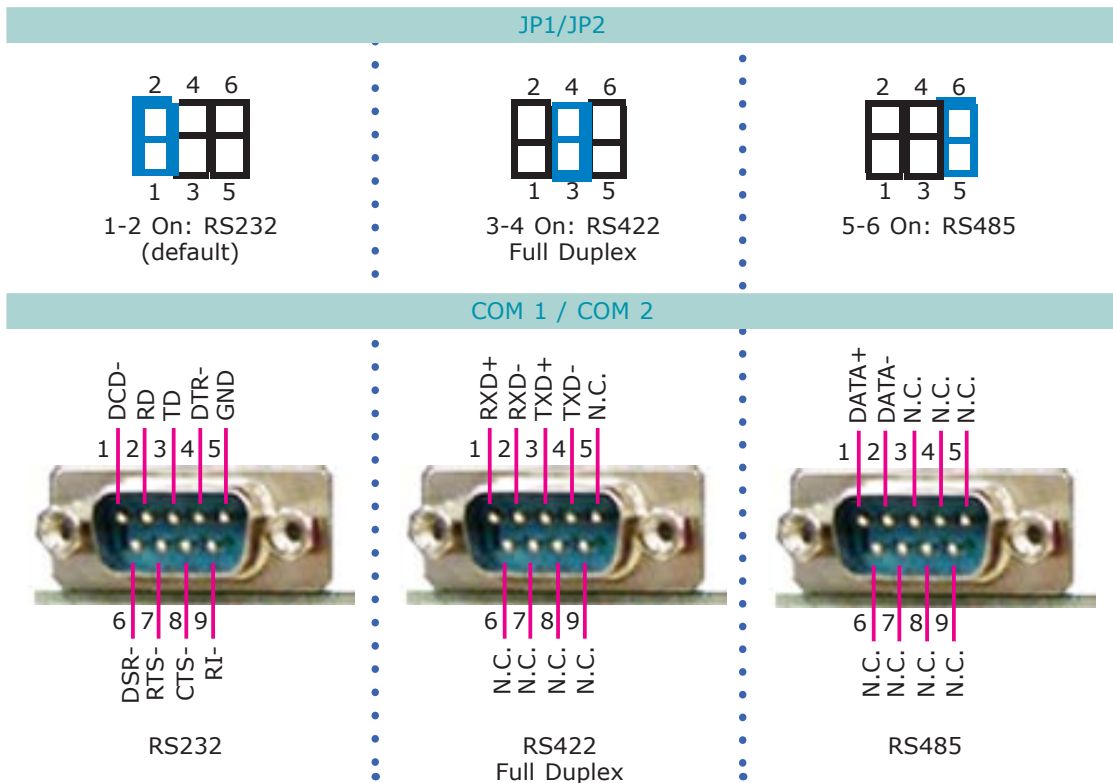 JP1/JP2
2 4 6
1 3 5
1-2 On: RS232
(default)
2 4 6
1 3 5
3-4 On: RS422
Full Duplex
2 4 6
1 3 5
5-6 On: RS485
COM 1 / COM 2
DCD-
RD
TD
DTR-
GND
1 2 3 4 5
6 7 8 9
DSR-
RTS-
CTS-
RI-
RS232
RXD+
RXD-
TXD+
TXD-
N.C.
1 2 3 4 5
6 7 8 9
N.C.
N.C.
N.C.
N.C.
RS422
Full Duplex
DATA+
DATA-
N.C.
N.C.
N.C.
1 2 3 4 5
6 7 8 9
N.C.
N.C.
N.C.
N.C.
RS485